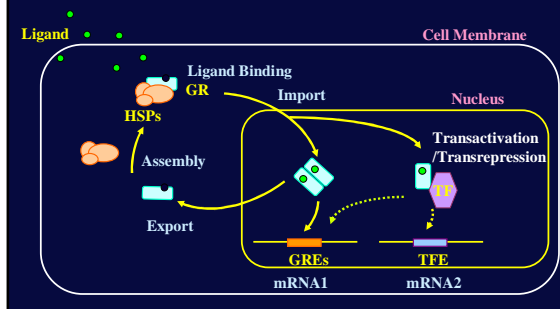 Ligand
Cell Membrane
Ligand Binding
GR
HSPs
Import
Nucleus
Transactivation
/Transrepression
Assembly
TF
Export
GREs
TFE
mRNA1
mRNA2